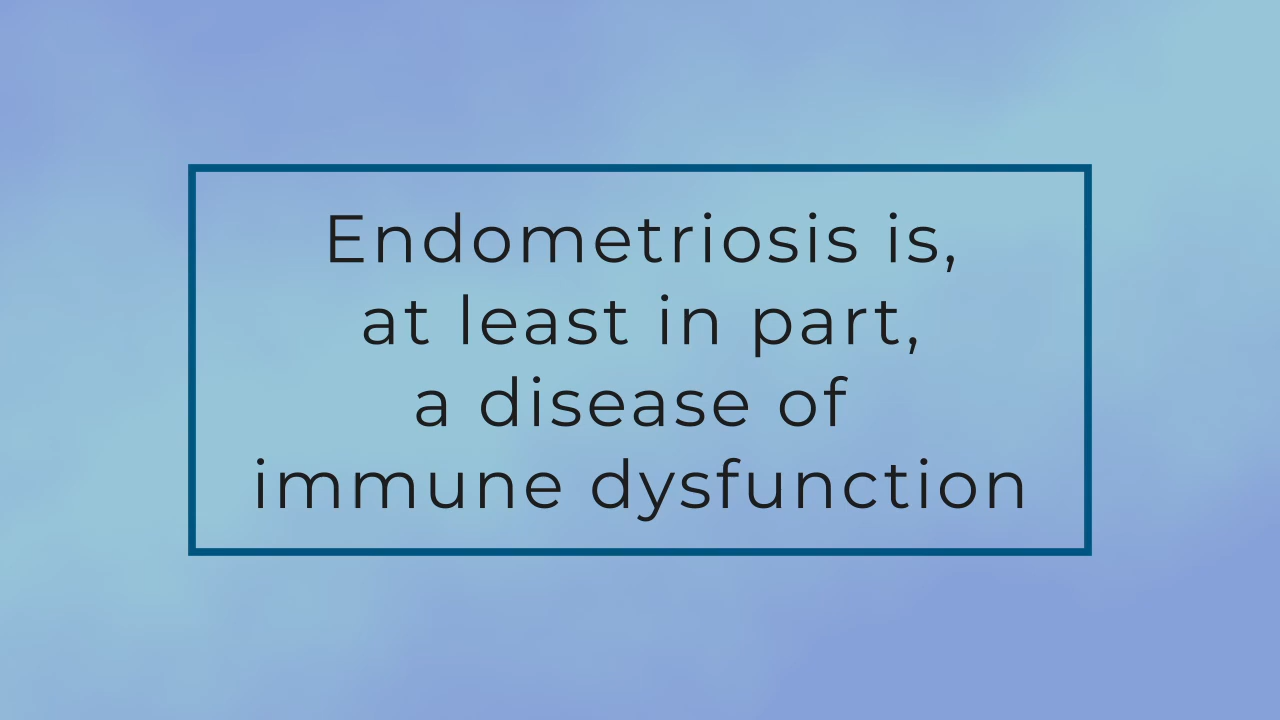 Endometriosis is,
at least in part,
a disease of
immune dysfunction